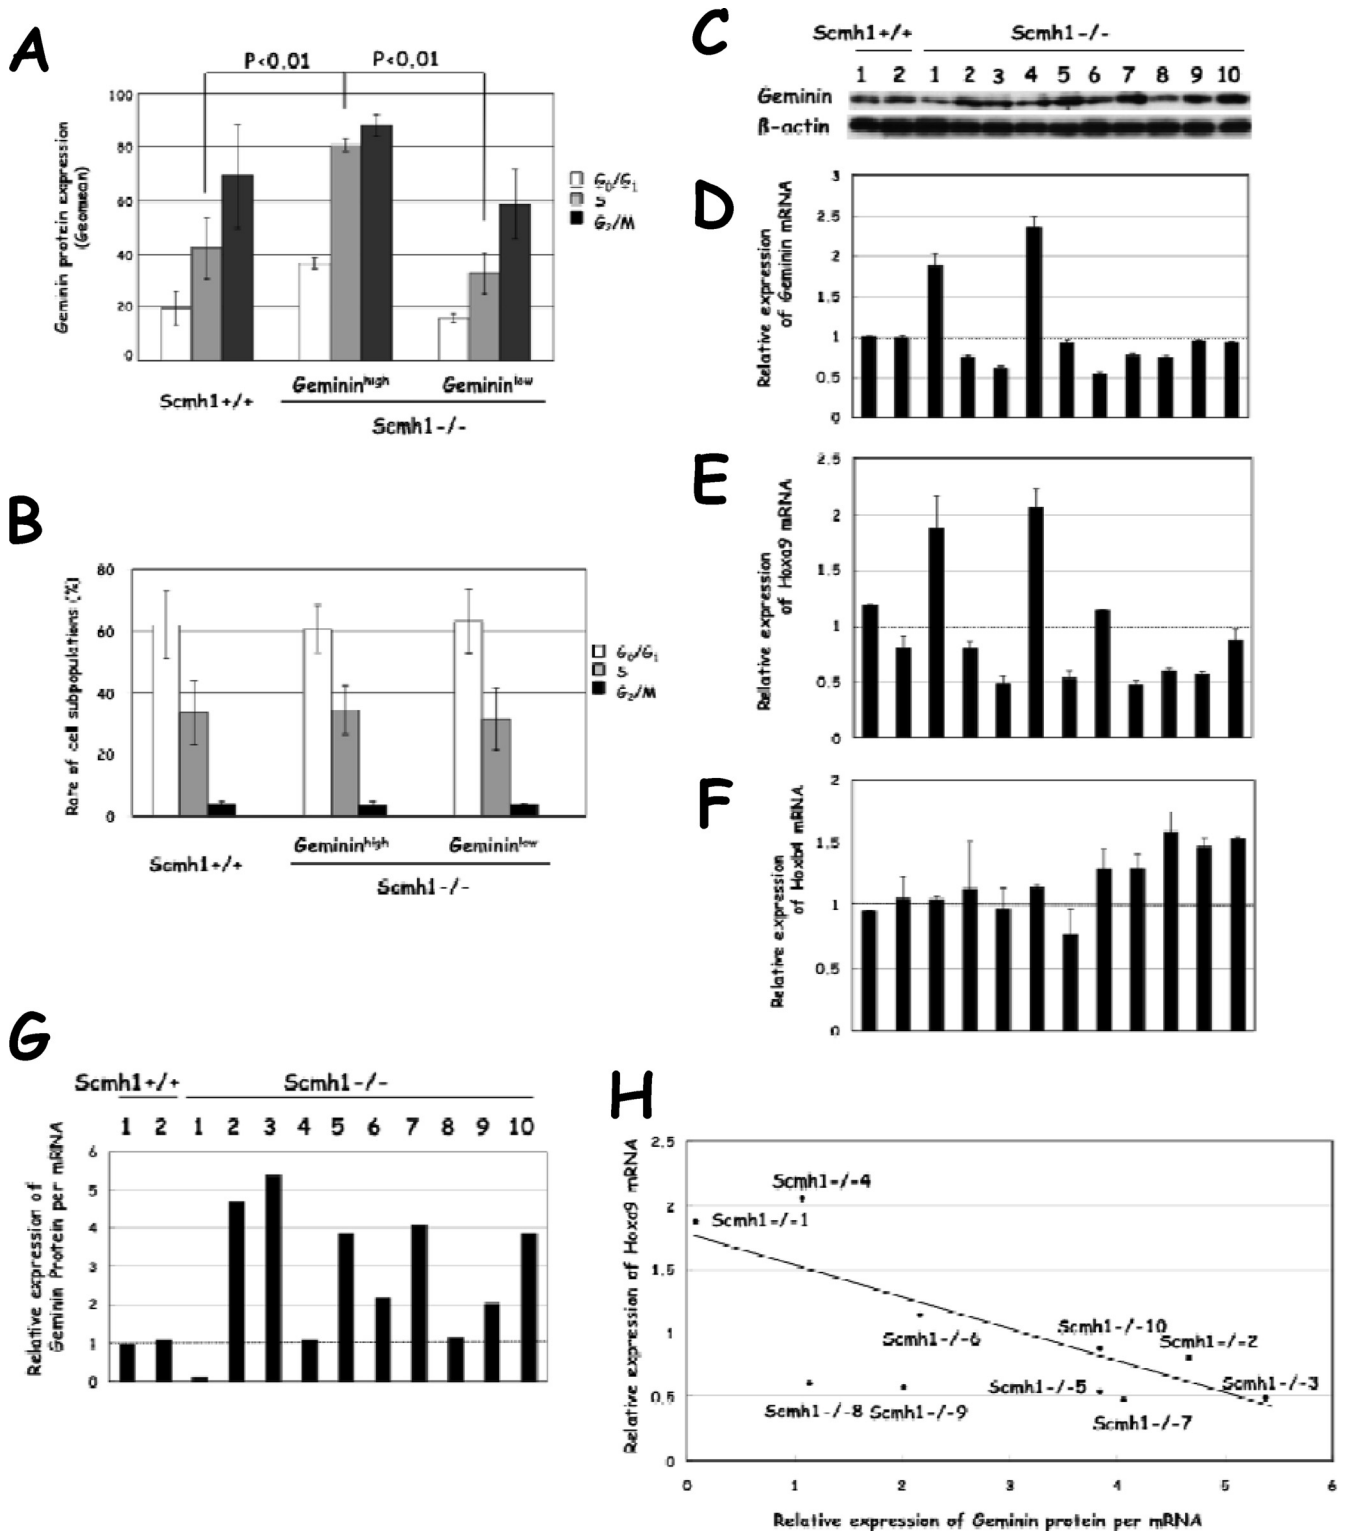 A
P<0.01 P<0.01
Geminin protein expression
(Geomean)
100
80
60
40
20
0
G0/G1
S
G2/M
Geminin^high Geminin^low
Scmh1+/+
Scmh1-/-
B
Rate of cell subpopulations (%)
80
60
40
20
0
G0/G1
S
G2/M
Geminin^high Geminin^low
Scmh1+/+
Scmh1-/-
C
Scmh1+/+ Scmh1-/-
1 2 1 2 3 4 5 6 7 8 9 10
Geminin
β-actin
D
Relative expression
of Geminin mRNA
3
2.5
2
1.5
1
0.5
0
E
Relative expression
of Hoxa9 mRNA
2.5
2
1.5
1
0.5
0
F
Relative expression
of Hoxb4 mRNA
2
1.5
1
0.5
0
G
Scmh1+/+ Scmh1-/-
1 2 1 2 3 4 5 6 7 8 9 10
Relative expression of
Geminin Protein per mRNA
6
5
4
3
2
1
0
H
Relative expression of Hoxa9 mRNA
2.5
2
1.5
1
0.5
0
Scmh1-/-4
Scmh1-/-1
Scmh1-/-10
Scmh1-/-6
Scmh1-/-2
Scmh1-/-5
Scmh1-/-3
Scmh1-/-8 Scmh1-/-9
Scmh1-/-7
0 1 2 3 4 5 6
Relative expression of Geminin protein per mRNA